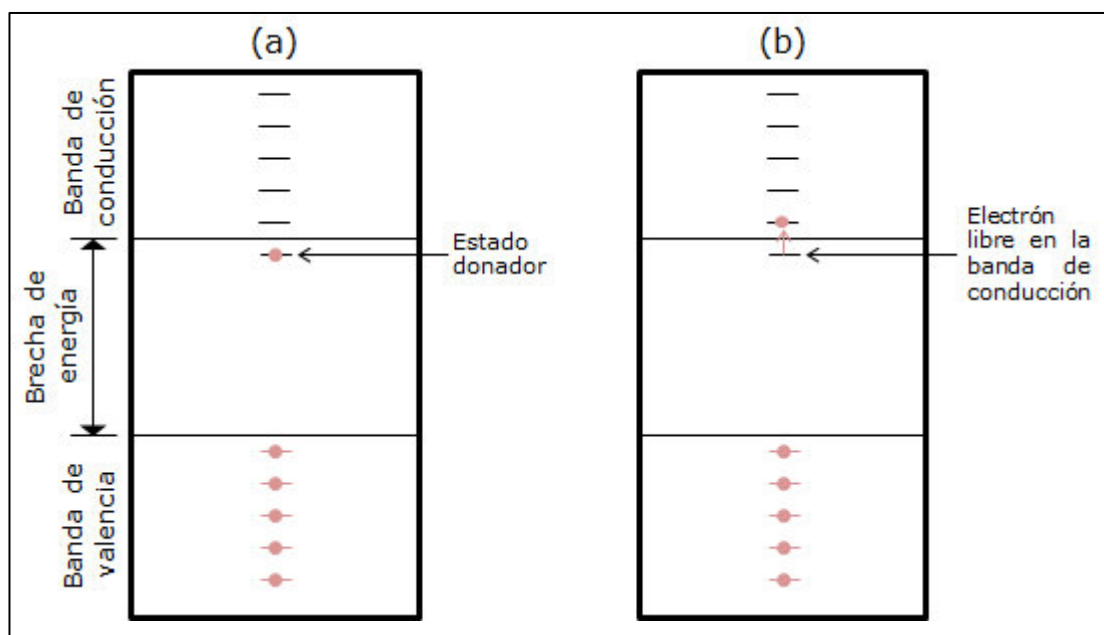 (a)
(b)
Banda de
conducción
Brecha de
energía
Banda de
valencia
Estado
donador
Electrón
libre en la
banda de
conducción